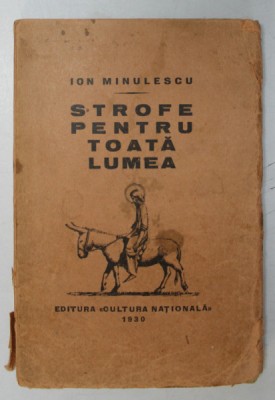 ION MINULESCU
STROFE
PENTRU
TOATĂ
LUMEA
EDITURA «CULTURA NAȚIONALĂ»
1930